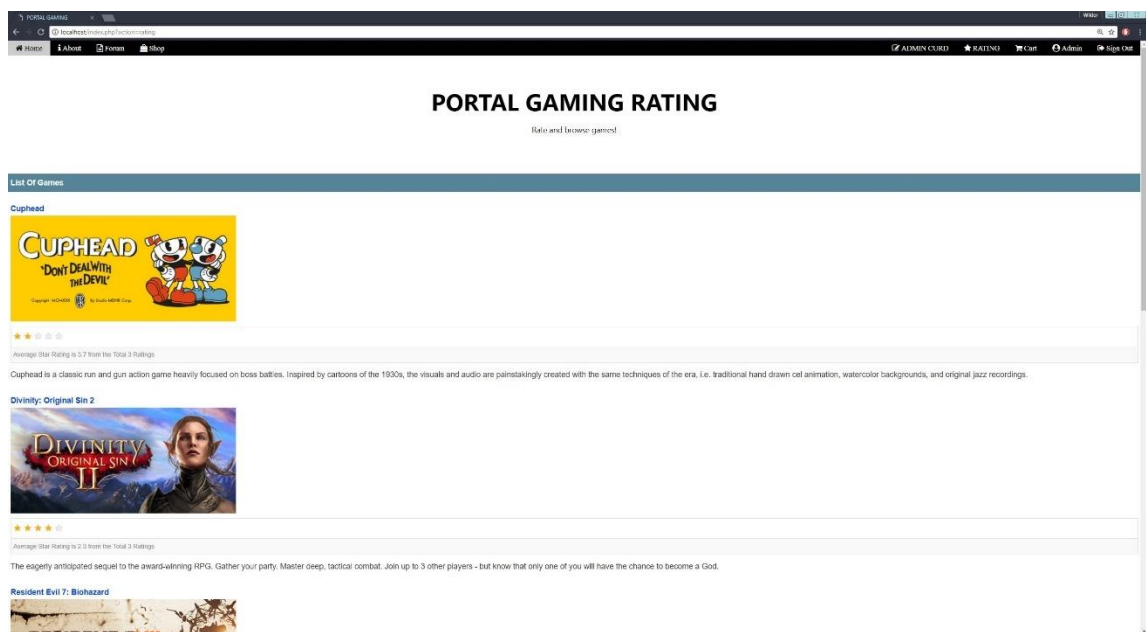 PORTAL GAMING
Wiktor
localhost/index.php?action=rating
Home About Forum Shop ADMIN CURD RATING Cart Admin Sign Out
PORTAL GAMING RATING
Rate and browse games!
List Of Games
Cuphead
CUPHEAD
"DON'T DEAL WITH
THE DEVIL"
Average Star Rating is 3.7 from the Total 3 Ratings
Cuphead is a classic run and gun action game heavily focused on boss battles. Inspired by cartoons of the 1930s, the visuals and audio are painstakingly created with the same techniques of the era, i.e. traditional hand drawn cel animation, watercolor backgrounds, and original jazz recordings.
Divinity: Original Sin 2
DIVINITY
ORIGINAL SIN
II
Average Star Rating is from the Total 3 Ratings
The eagerly anticipated sequel to the award-winning RPG. Gather your party. Master deep, tactical combat. Join up to 3 other players - but know that only one of you will have the chance to become a God.
Resident Evil 7: Biohazard